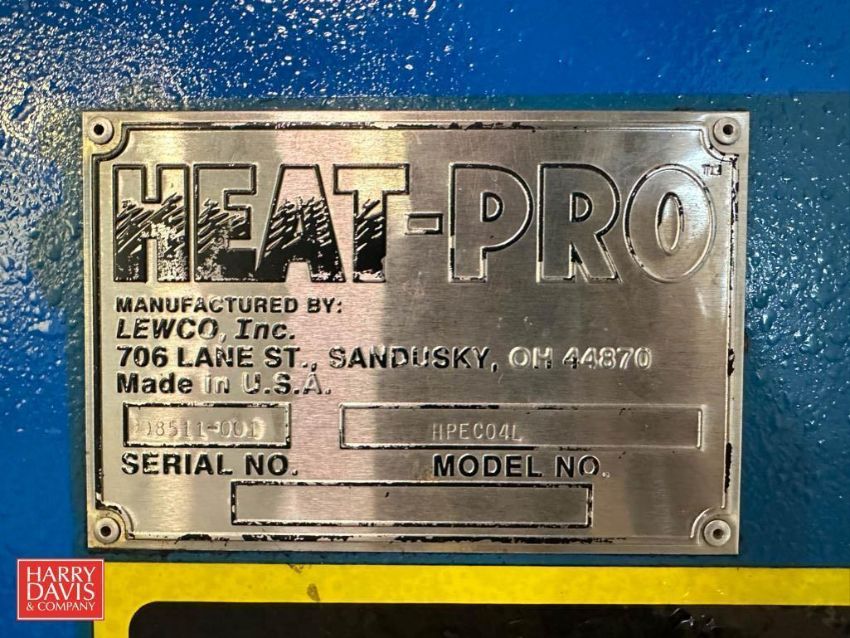 HEAT-PRO™
MANUFACTURED BY:
LEWCO, Inc.
706 LANE ST., SANDUSKY, OH 44870
Made in U.S.A.
HPEC04L
SERIAL NO. MODEL NO.
HARRY
DAVIS
& COMPANY